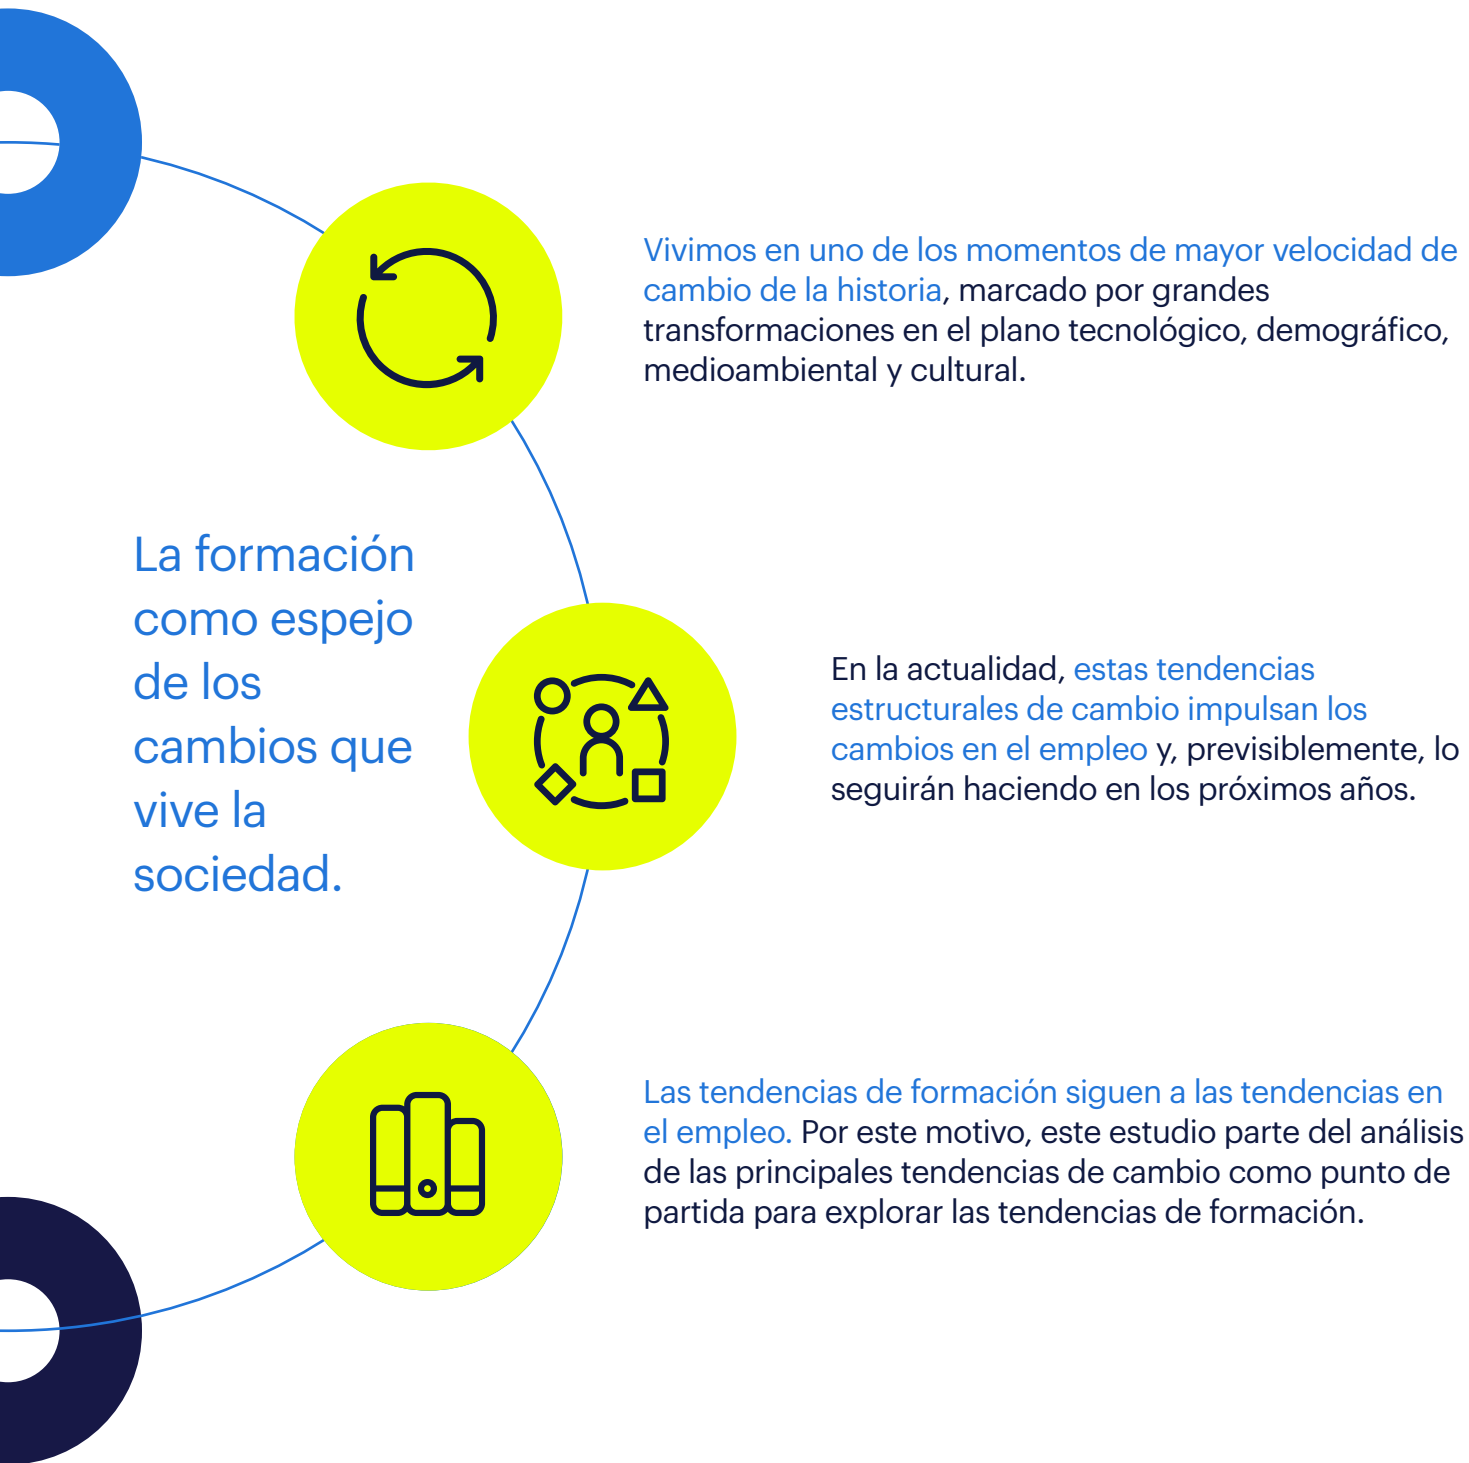 La formación
como espejo
de los
cambios que
vive la
sociedad.
Vivimos en uno de los momentos de mayor velocidad de
cambio de la historia, marcado por grandes
transformaciones en el plano tecnológico, demográfico,
medioambiental y cultural.
En la actualidad, estas tendencias
estructurales de cambio impulsan los
cambios en el empleo y, previsiblemente, lo
seguirán haciendo en los próximos años.
Las tendencias de formación siguen a las tendencias en
el empleo. Por este motivo, este estudio parte del análisis
de las principales tendencias de cambio como punto de
partida para explorar las tendencias de formación.